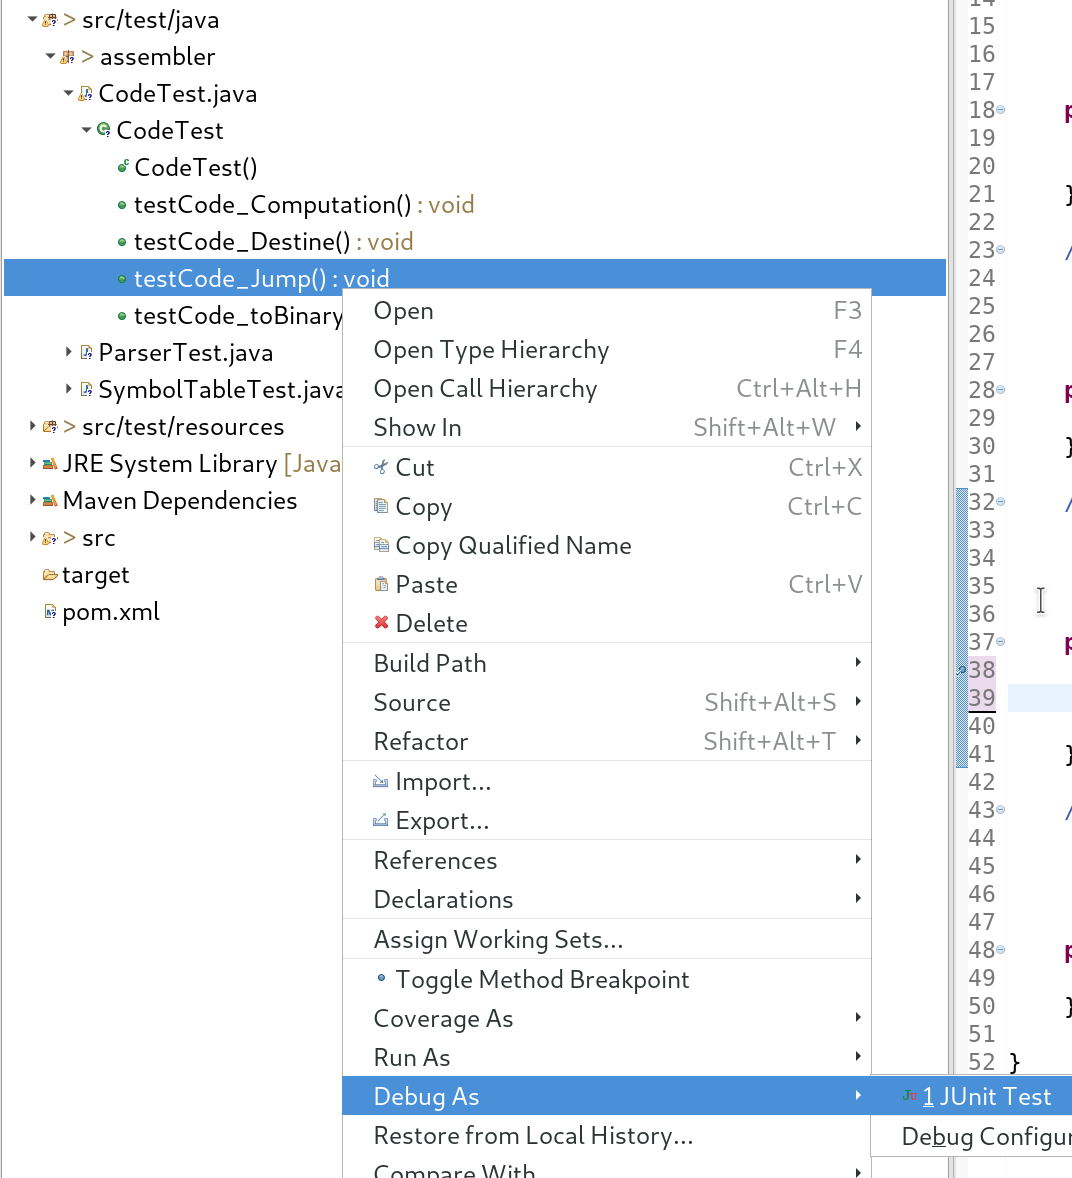 > src/test/java
> assembler
CodeTest.java
CodeTest
CodeTest()
testCode_Computation() : void
testCode_Destine() : void
testCode_Jump() : void
testCode_toBinary
ParserTest.java
SymbolTableTest.java
> src/test/resources
JRE System Library [Java
Maven Dependencies
> src
target
pom.xml
Open F3
Open Type Hierarchy F4
Open Call Hierarchy Ctrl+Alt+H
Show In Shift+Alt+W
Cut Ctrl+X
Copy Ctrl+C
Copy Qualified Name
Paste Ctrl+V
Delete
Build Path
Source Shift+Alt+S
Refactor Shift+Alt+T
Import...
Export...
References
Declarations
Assign Working Sets...
Toggle Method Breakpoint
Coverage As
Run As
Debug As
Restore from Local History...
Compare With
1 JUnit Test
Debug Configur
14
15
16
17
18 p
19
20
21 }
22
23 /
24
25
26
27
28 p
29
30 }
31
32 /
33
34
35
36
37 p
38
39
40
41 }
42
43 /
44
45
46
47
48 p
49
50 }
51
52 }